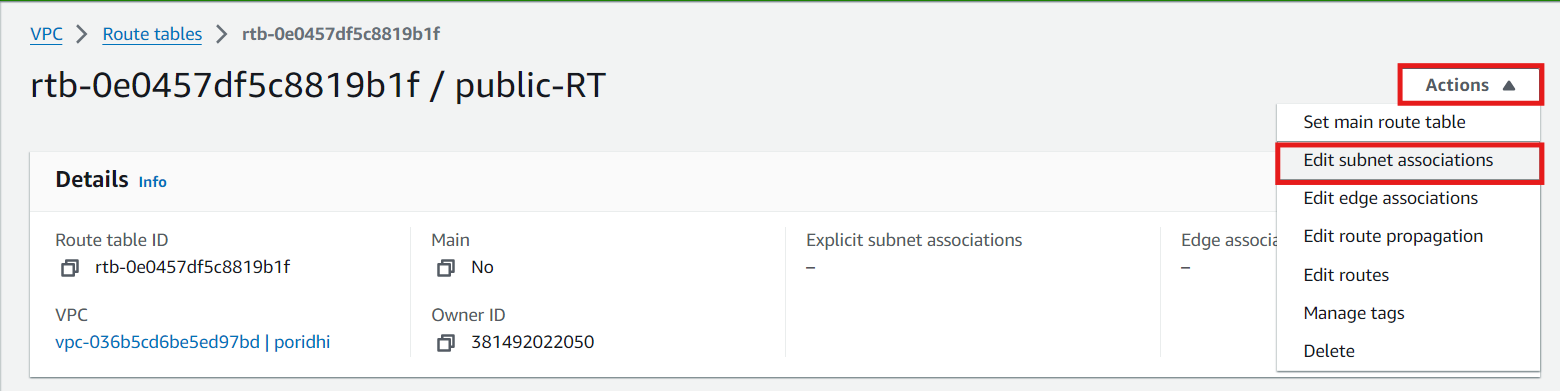 VPC > Route tables > rtb-0e0457df5c8819b1f
rtb-0e0457df5c8819b1f / public-RT
Actions
Set main route table
Edit subnet associations
Edit edge associations
Edit route propagation
Edit routes
Manage tags
Delete
Details Info
Route table ID
rtb-0e0457df5c8819b1f
Main
No
Explicit subnet associations
–
Edge associa
–
VPC
vpc-036b5cd6be5ed97bd | poridhi
Owner ID
381492022050